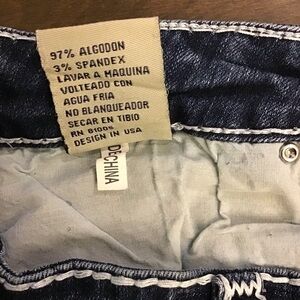 97% ALGODON
3% SPANDEX
LAVAR A MAQUINA
VOLTEADO CON
AGUA FRIA
NO BLANQUEADOR
SECAR EN TIBIO
RN
DESIGN IN USA
CHINA